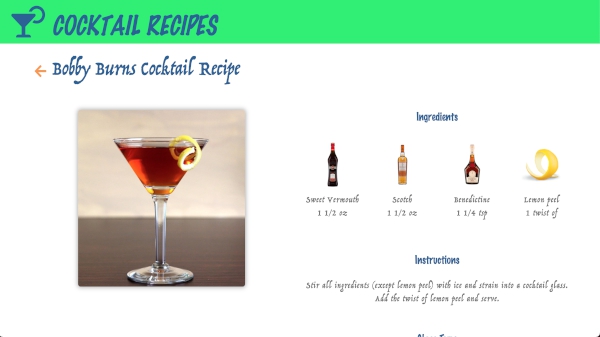 COCKTAIL RECIPES
Bobby Burns Cocktail Recipe
Ingredients
Sweet Vermouth
1 1/2 oz
Scotch
1 1/2 oz
Benedictine
1 1/4 tsp
Lemon peel
1 twist of
Instructions
Stir all ingredients (except lemon peel) with ice and strain into a cocktail glass.
Add the twist of lemon peel and serve.